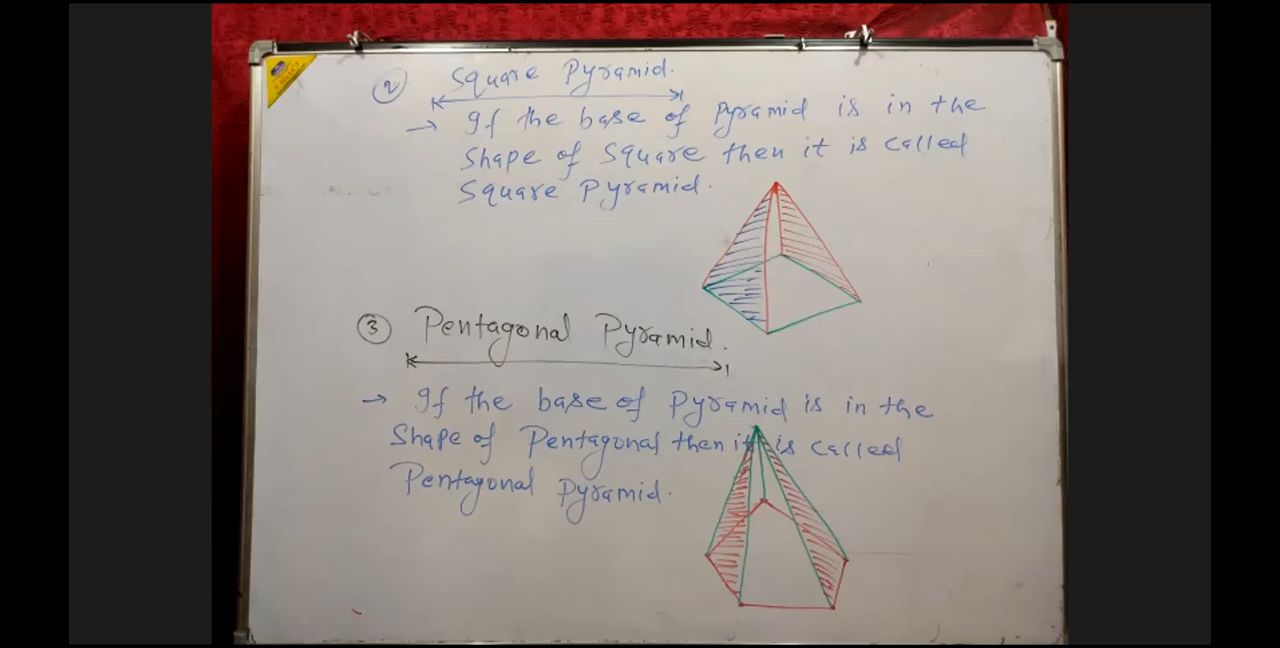 ② Square Pyramid.
→ If the base of Pyramid is in the
Shape of Square then it is called
Square Pyramid.
③ Pentagonal Pyramid.
→ If the base of Pyramid is in the
Shape of Pentagonal then it is called
Pentagonal Pyramid.